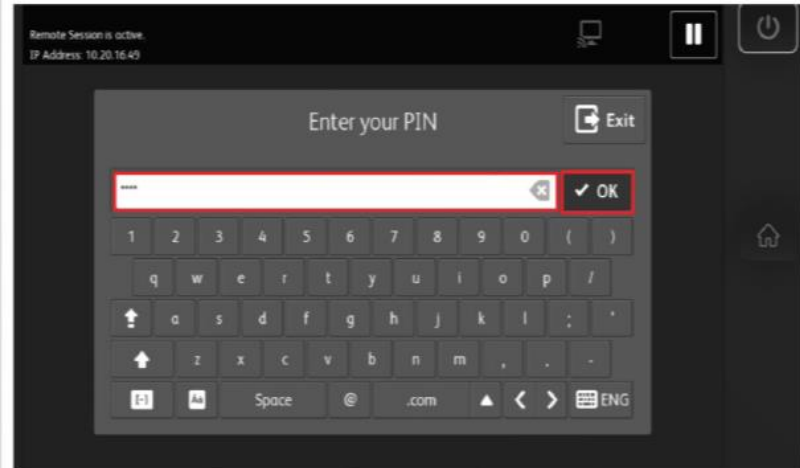 Remote Session is active.
IP Address: 10.20.16.49
Enter your PIN
Exit
****
OK
1 2 3 4 5 6 7 8 9 0 ( )
q w e r t y u i o p /
a s d f g h j k l ; '
z x c v b n m , . -
[-] Áä Space @ .com ENG